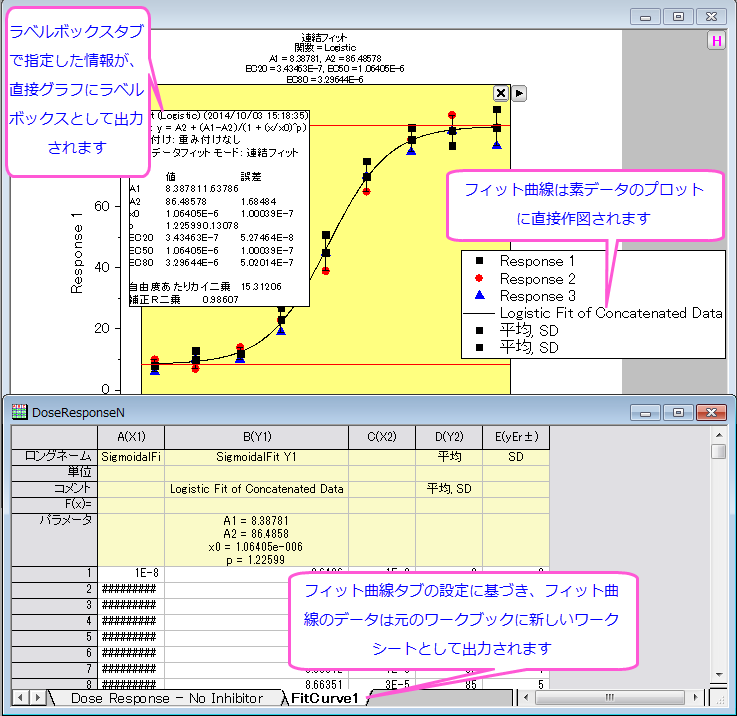 ラベルボックスタブ
で指定した情報が、
直接グラフにラベル
ボックスとして出力
されます
連結フィット
関数 = Logistic
A1 = 8.38781, A2 = 86.48578
EC20 = 3.43463E-7, EC50 = 1.06405E-6
EC80 = 3.29644E-6
H
t (Logistic) (2014/10/03 15:18:35)
: y = A2 + (A1-A2)/(1 + (x/x0)^p)
付け: 重み付けなし
データフィット モード: 連結フィット
値 誤差
A1 8.38781 1.63786
A2 86.48578 1.68484
x0 1.06405E-6 1.00039E-7
p 1.22599 0.13078
EC20 3.43463E-7 5.27464E-8
EC50 1.06405E-6 1.00039E-7
EC80 3.29644E-6 5.02014E-7
自由度あたりカイ二乗 15.31206
補正R二乗 0.98607
Response 1
60
40
20
0
フィット曲線は素データのプロット
に直接作図されます
Response 1
Response 2
Response 3
Logistic Fit of Concatenated Data
平均, SD
平均, SD
DoseResponseN
A(X1) B(Y1) C(X2) D(Y2) E(yEr±)
ロングネーム SigmoidalFi SigmoidalFit Y1 平均 SD
単位
コメント Logistic Fit of Concatenated Data 平均, SD
F(x)=
パラメータ A1 = 8.38781
A2 = 86.4858
x0 = 1.06405e-006
p = 1.22599
1 1E-8
2 #########
3 #########
4 #########
5 #########
6 #########
7 #########
8 ######### 8.66351 3E-5 85 5
フィット曲線タブの設定に基づき、フィット曲
線のデータは元のワークブックに新しいワーク
シートとして出力されます
Dose Response - No Inhibitor FitCurve1